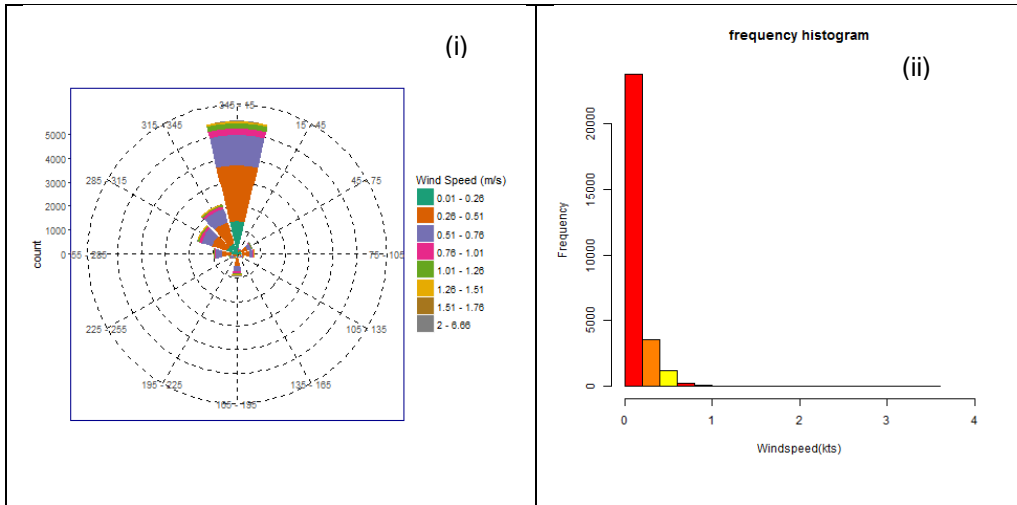 (i)
345 - 15
315 - 345
15 - 45
285 - 315
45 - 75
255 - 285
75 - 105
225 - 255
105 - 135
195 - 225
135 - 165
165 - 195
5000
4000
3000
2000
1000
0
count
Wind Speed (m/s)
0.01 - 0.26
0.26 - 0.51
0.51 - 0.76
0.76 - 1.01
1.01 - 1.26
1.26 - 1.51
1.51 - 1.76
2 - 6.66
frequency histogram
(ii)
Frequency
20000
15000
10000
5000
0
0 1 2 3 4
Windspeed(kts)